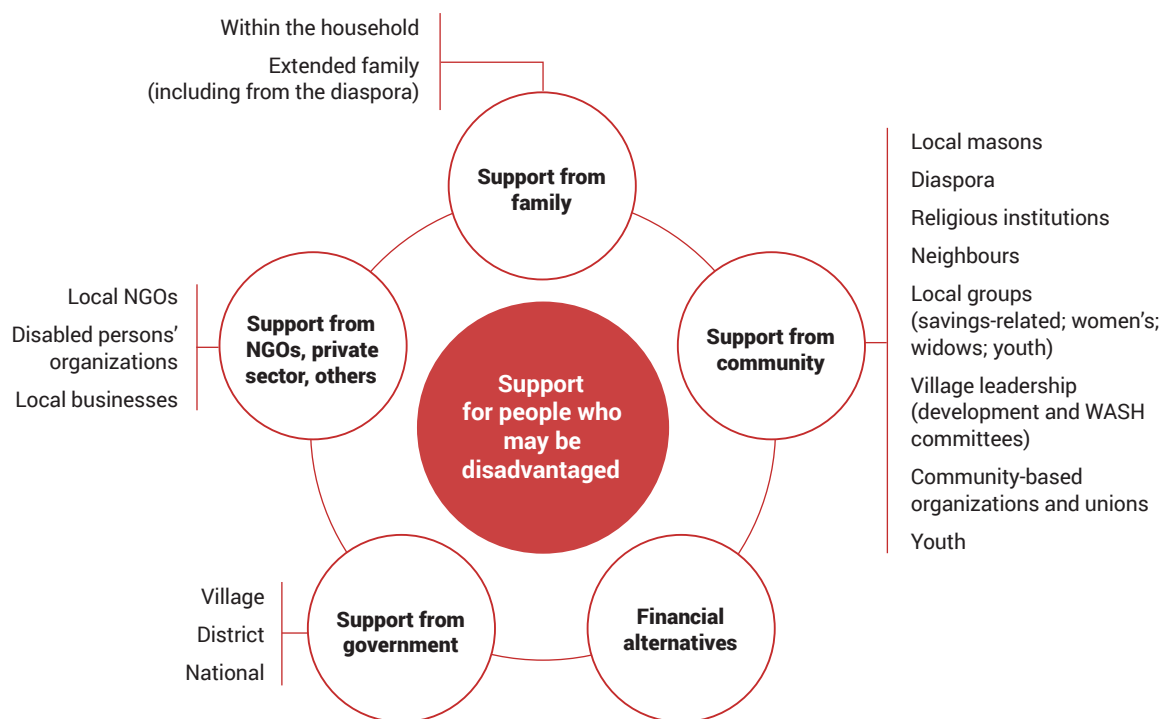 Within the household
Extended family
(including from the diaspora)
Support from
family
Local masons
Diaspora
Religious institutions
Neighbours
Local groups
(savings-related; women's;
widows; youth)
Village leadership
(development and WASH
committees)
Community-based
organizations and unions
Youth
Support from
community
Local NGOs
Disabled persons'
organizations
Local businesses
Support from
NGOs, private
sector, others
Support
for people who
may be
disadvantaged
Village
District
National
Support from
government
Financial
alternatives